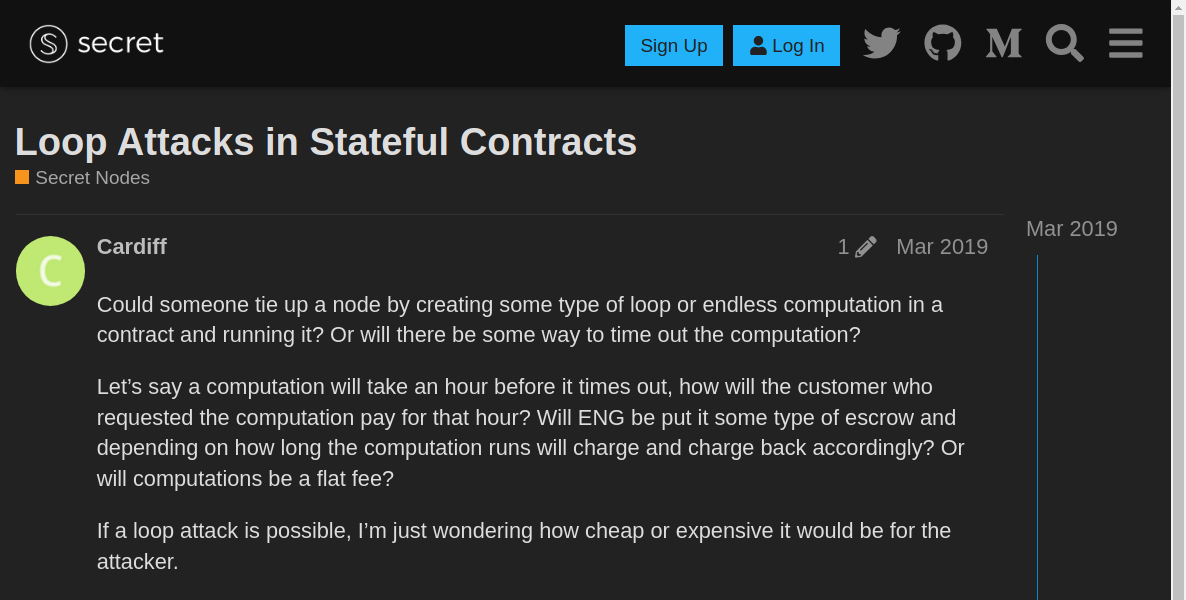 secret
Sign Up
Log In
Loop Attacks in Stateful Contracts
Secret Nodes
Mar 2019
C
Cardiff
1
Mar 2019
Could someone tie up a node by creating some type of loop or endless computation in a
contract and running it? Or will there be some way to time out the computation?
Let’s say a computation will take an hour before it times out, how will the customer who
requested the computation pay for that hour? Will ENG be put it some type of escrow and
depending on how long the computation runs will charge and charge back accordingly? Or
will computations be a flat fee?
If a loop attack is possible, I’m just wondering how cheap or expensive it would be for the
attacker.